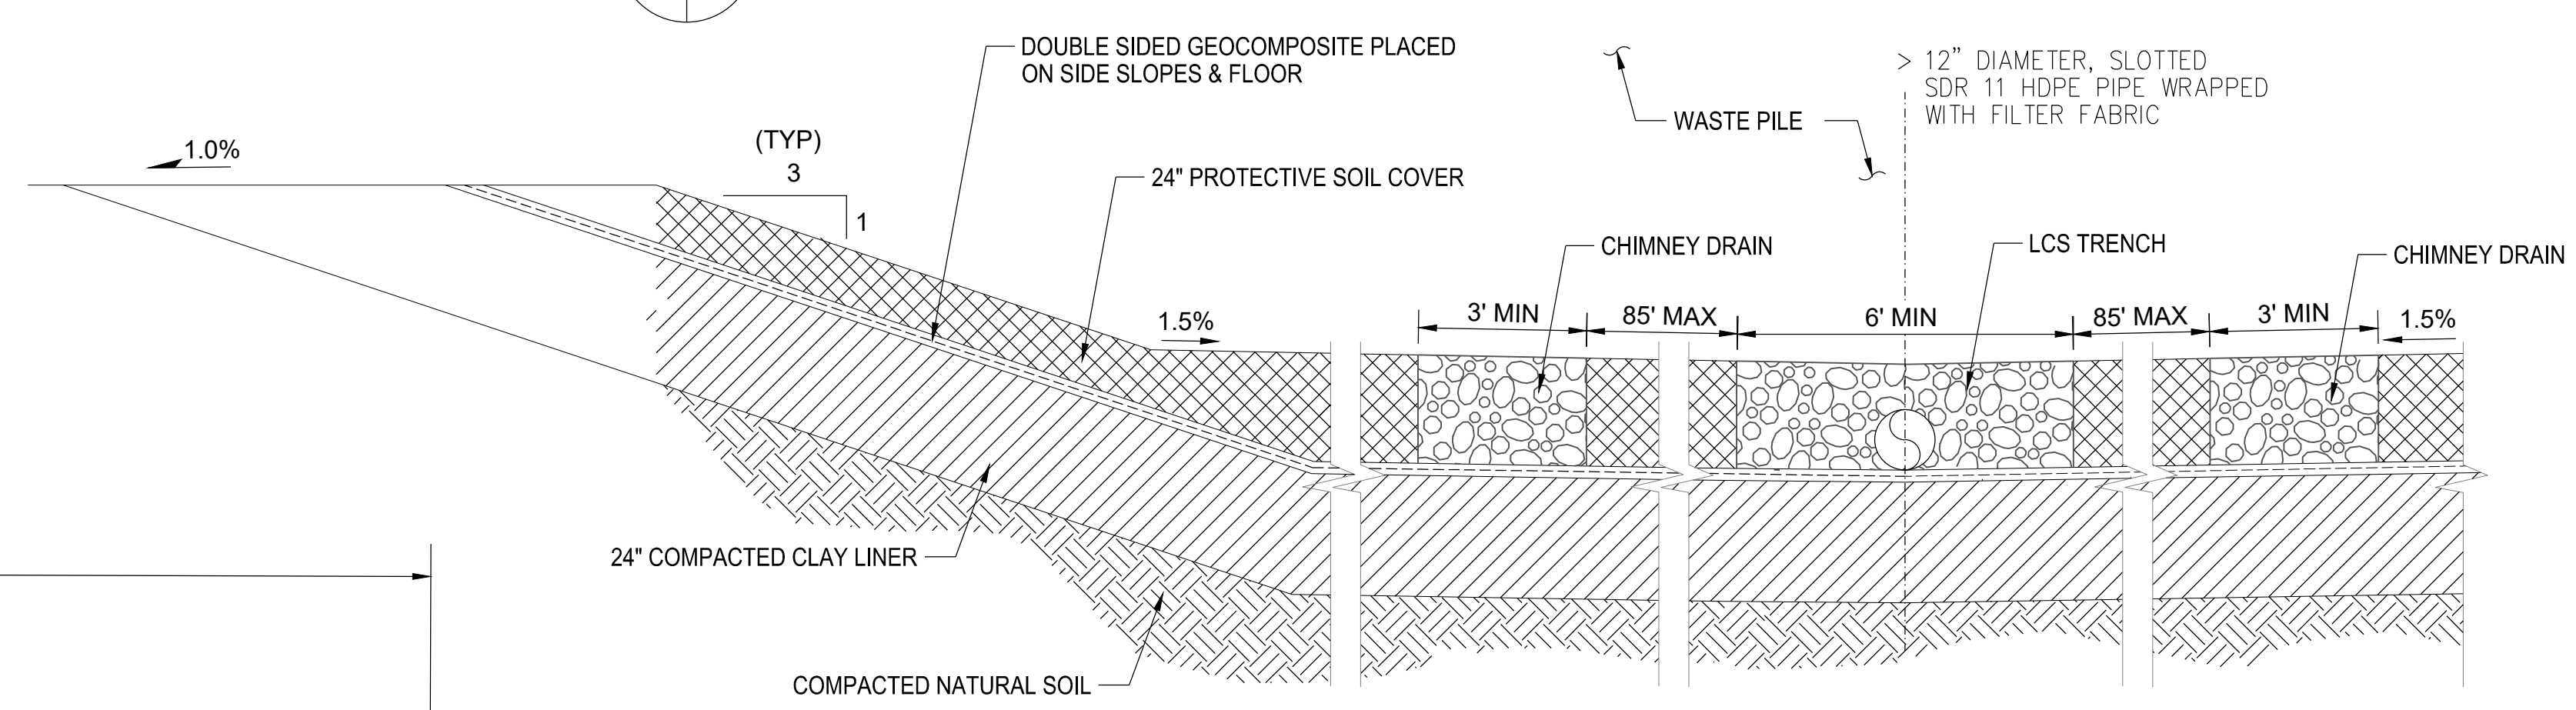 DOUBLE SIDED GEOCOMPOSITE PLACED
ON SIDE SLOPES & FLOOR
> 12” DIAMETER, SLOTTED
SDR 11 HDPE PIPE WRAPPED
WITH FILTER FABRIC
WASTE PILE
1.0%
(TYP)
3
1
24" PROTECTIVE SOIL COVER
CHIMNEY DRAIN
LCS TRENCH
CHIMNEY DRAIN
1.5%
3' MIN
85' MAX
6' MIN
85' MAX
3' MIN
1.5%
24" COMPACTED CLAY LINER
COMPACTED NATURAL SOIL